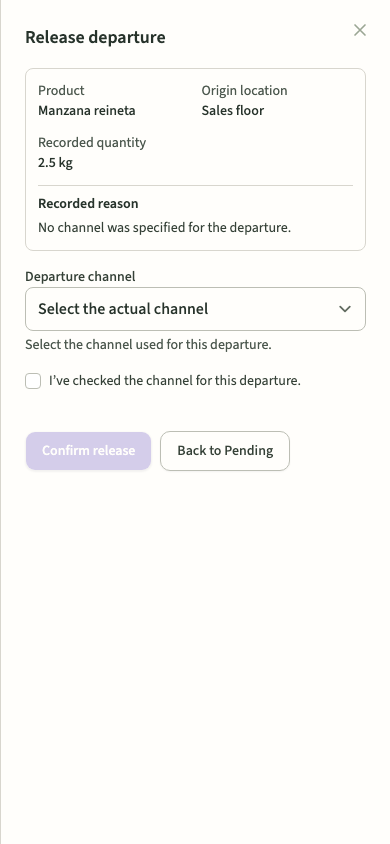 Release departure
Product
Origin location
Manzana reineta
Sales floor
Recorded quantity
2.5 kg
Recorded reason
No channel was specified for the departure.
Departure channel
Select the actual channel
Select the channel used for this departure.
I've checked the channel for this departure.
Confirm release
Back to Pending